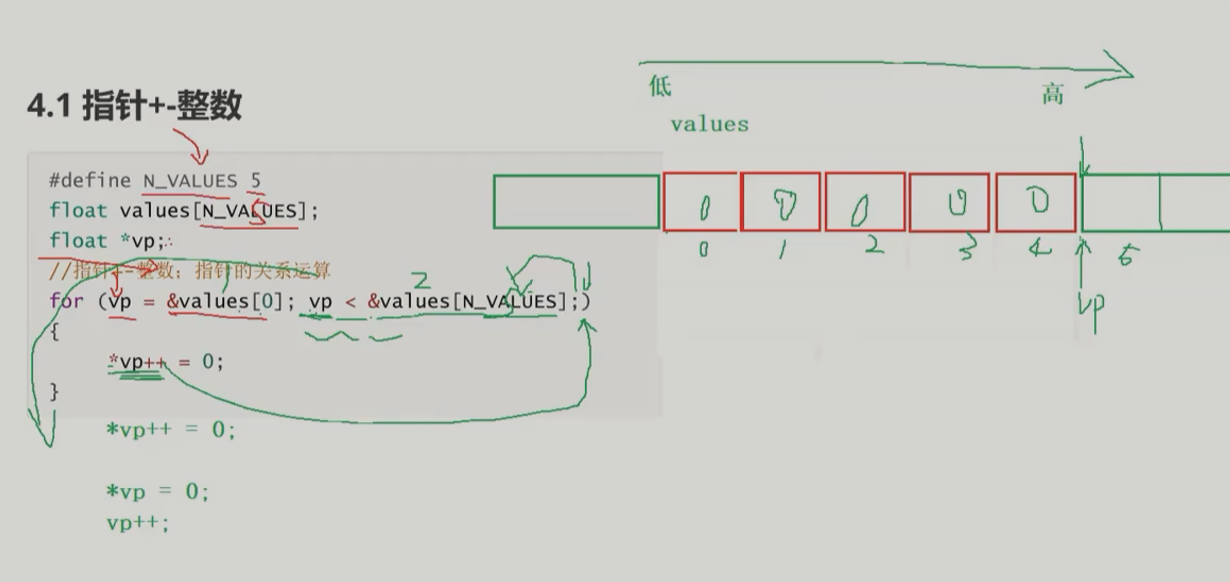 低 高
4.1 指针+-整数
values
#define N_VALUES 5
float values[N_VALUES];
5
float *vp;
//指针+-整数；指针的关系运算
1 2
for (vp = &values[0]; vp < &values[N_VALUES];)
{
*vp++ = 0;
}
*vp++ = 0;
*vp = 0;
vp++;
0 0 0 0 0
0 1 2 3 4 5
vp